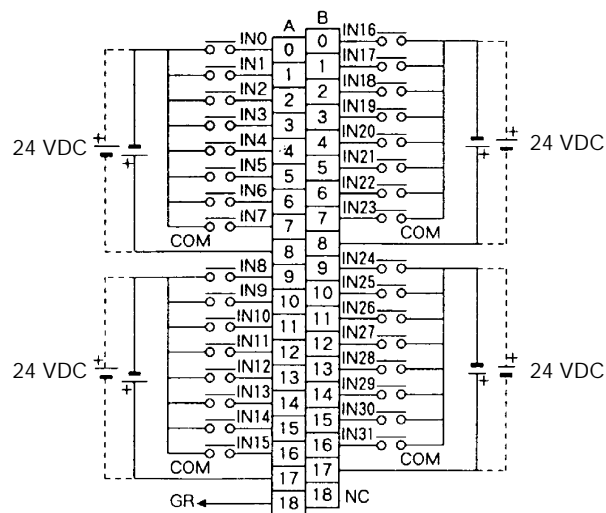 A B
IN0 0 0 IN16
IN1 1 1 IN17
IN2 2 2 IN18
IN3 3 3 IN19
24 VDC + + IN4 4 4 IN20 + + 24 VDC
IN5 5 5 IN21
IN6 6 6 IN22
IN7 7 7 IN23
COM 8 8 COM
IN8 9 9 IN24
IN9 10 10 IN25
IN10 11 11 IN26
IN11 12 12 IN27
24 VDC + + IN12 13 13 IN28 + + 24 VDC
IN13 14 14 IN29
IN14 15 15 IN30
IN15 16 16 IN31
COM 17 17 COM
GR 18 18 NC